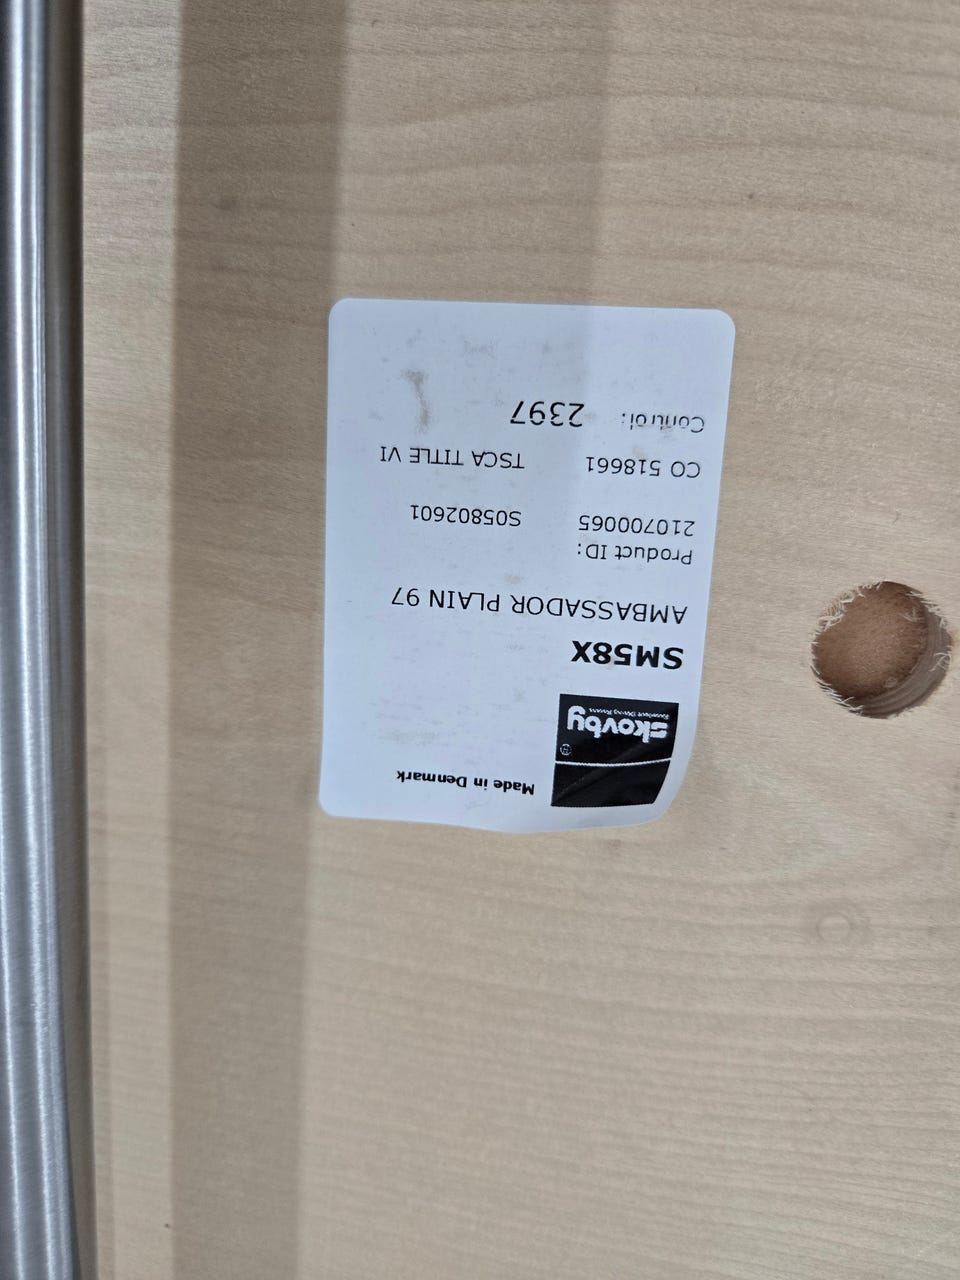 Made in Denmark
skovby
®
SM58X
AMBASSADOR PLAIN 97
Product ID:
210700065 S05802601
CO 518661 TSCA TITLE VI
Control: 2397